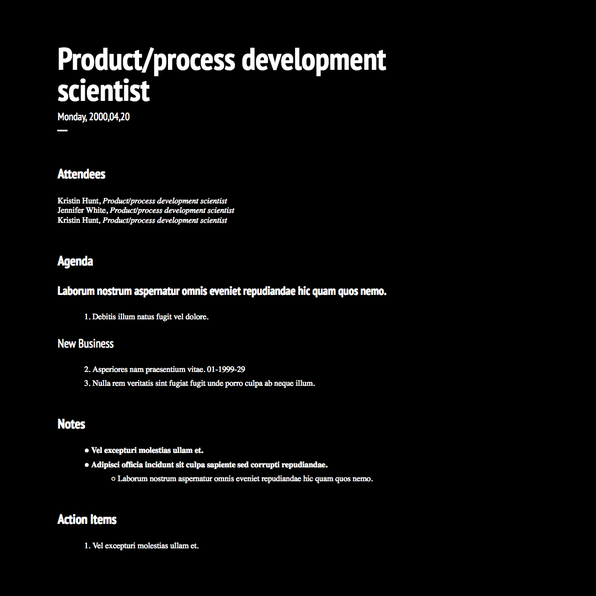 Product/process development
scientist
Monday, 2000,04,20
Attendees
Kristin Hunt, Product/process development scientist
Jennifer White, Product/process development scientist
Kristin Hunt, Product/process development scientist
Agenda
Laborum nostrum aspernatur omnis eveniet repudiandae hic quam quos nemo.
1. Debitis illum natus fugit vel dolore.
New Business
2. Asperiores nam praesentium vitae. 01-1999-29
3. Nulla rem veritatis sint fugiat fugit unde porro culpa ab neque illum.
Notes
● Vel excepturi molestias ullam et.
● Adipisci officia incidunt sit culpa sapiente sed corrupti repudiandae.
○ Laborum nostrum aspernatur omnis eveniet repudiandae hic quam quos nemo.
Action Items
1. Vel excepturi molestias ullam et.